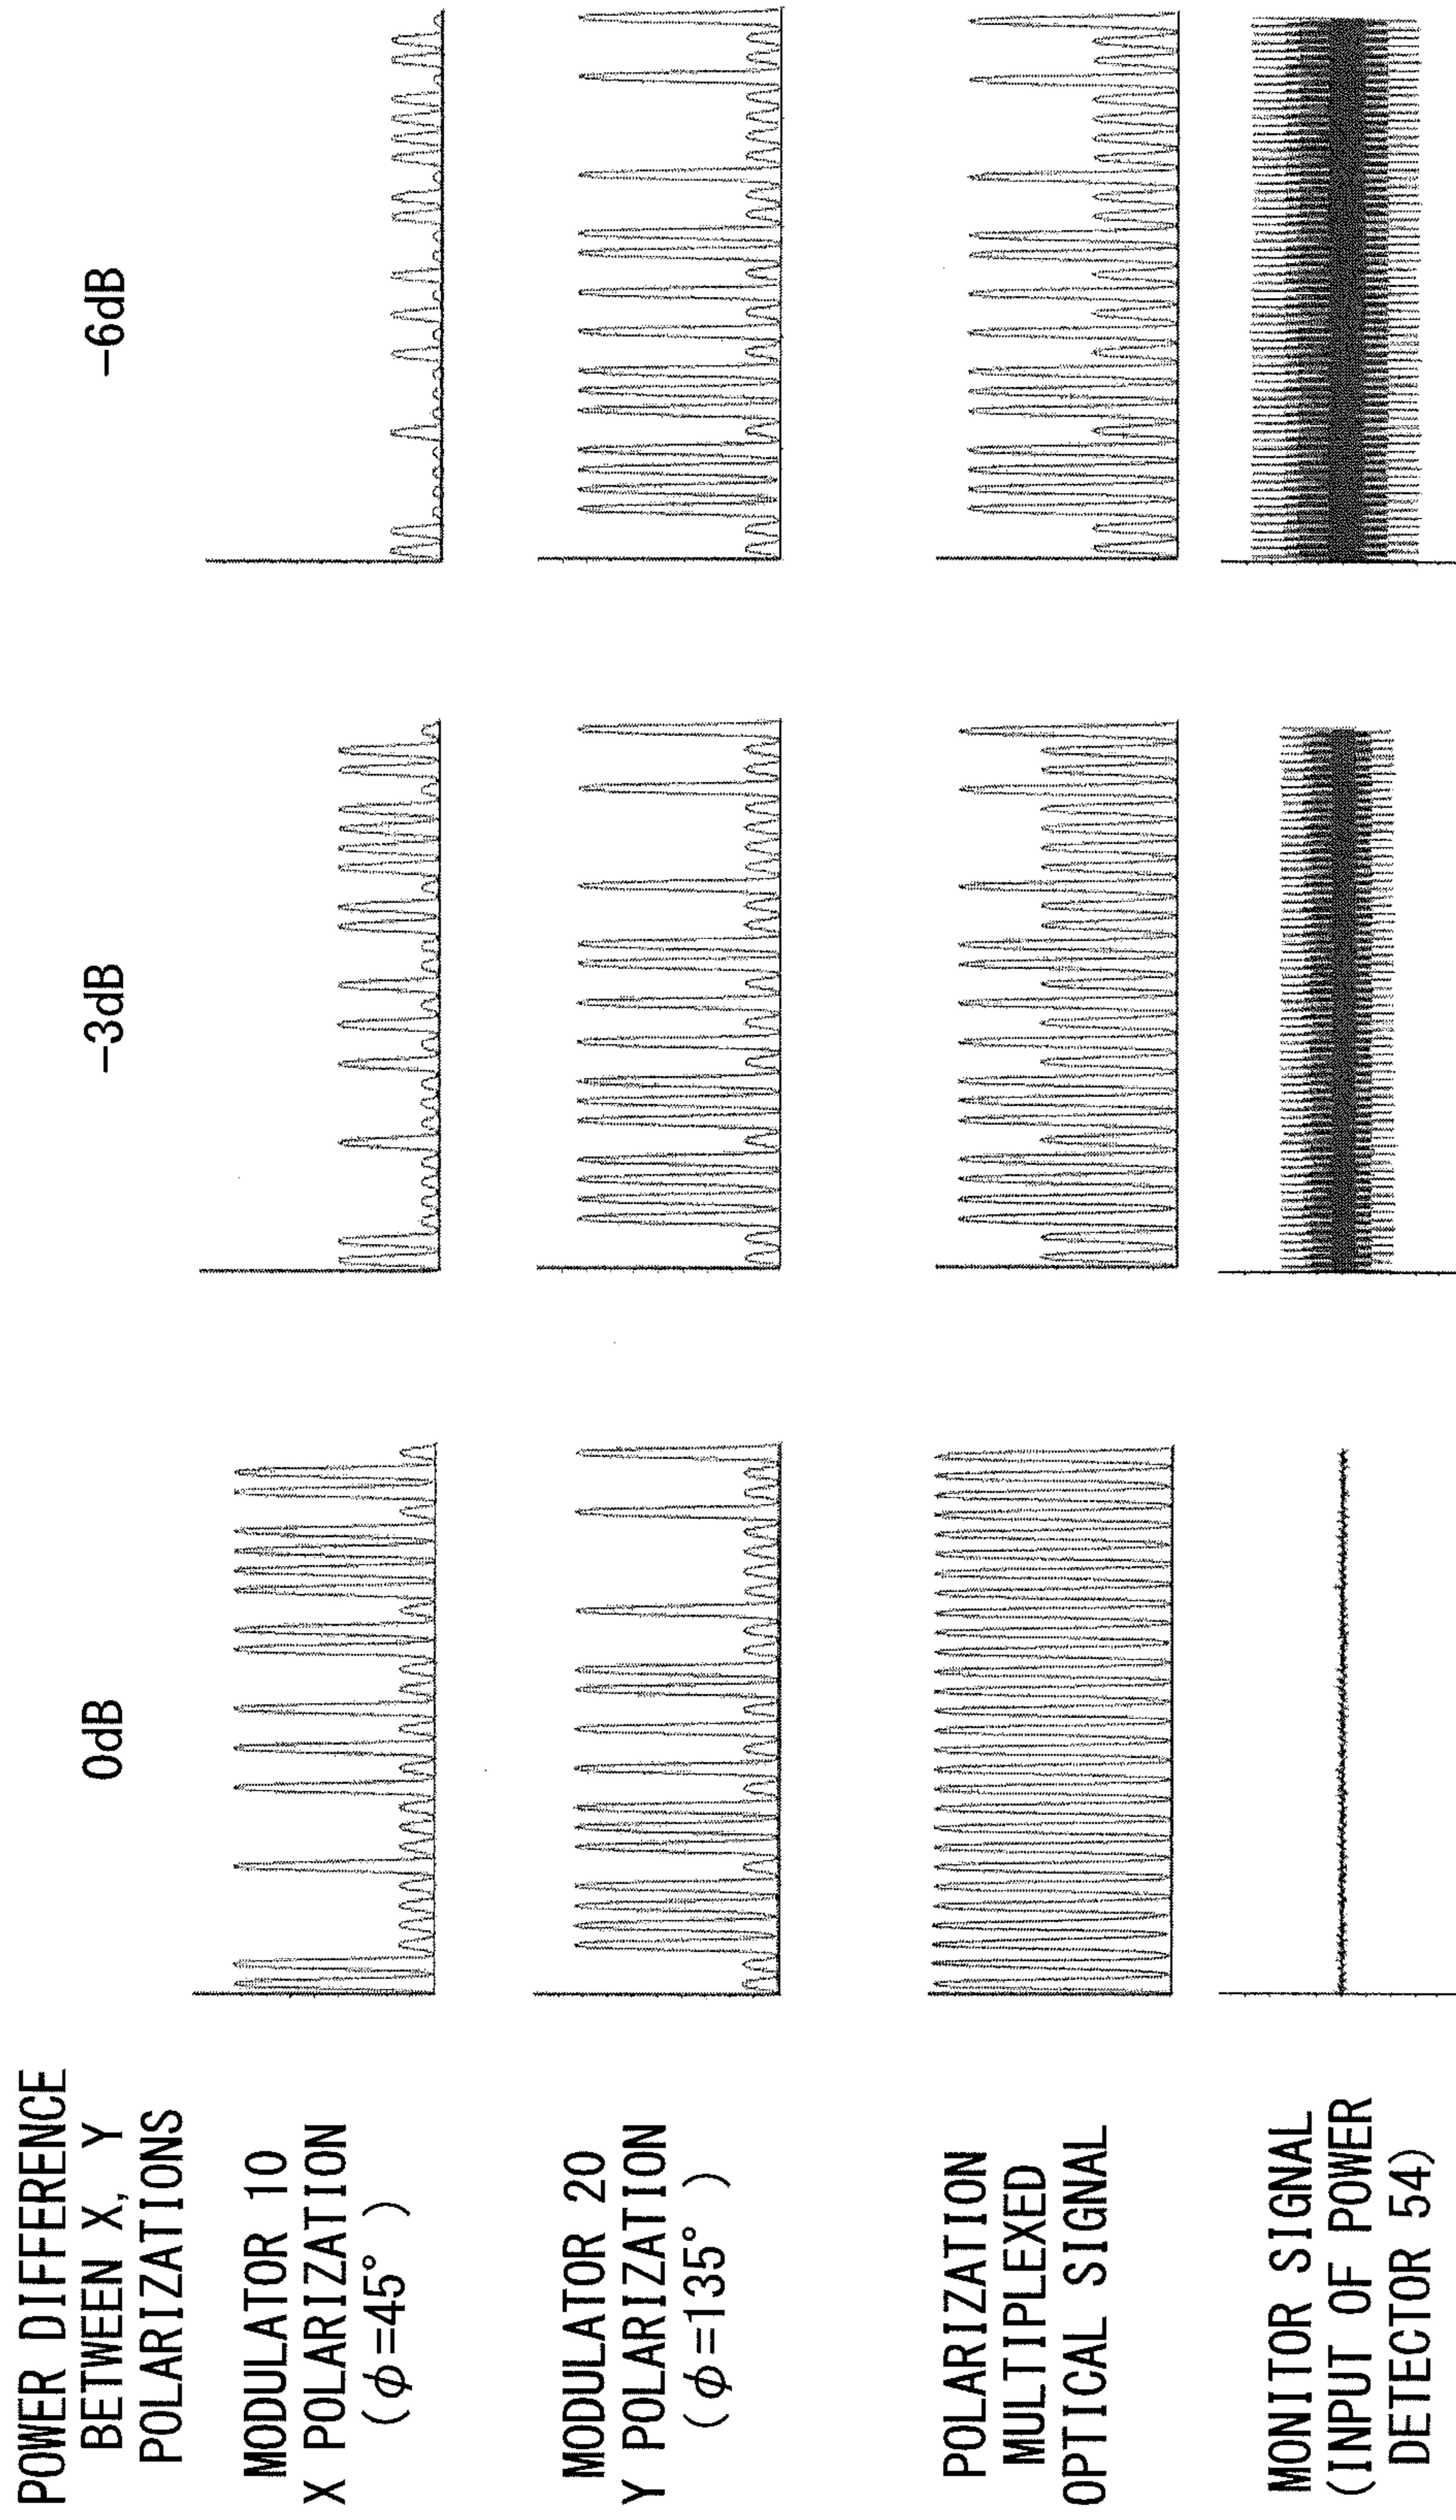 POWER DIFFERENCE
BETWEEN X, Y
POLARIZATIONS
0dB
-3dB
-6dB
MODULATOR 10
X POLARIZATION
(φ=45°)
MODULATOR 20
Y POLARIZATION
(φ=135°)
POLARIZATION
MULTIPLEXED
OPTICAL SIGNAL
MONITOR SIGNAL
(INPUT OF POWER
DETECTOR 54)